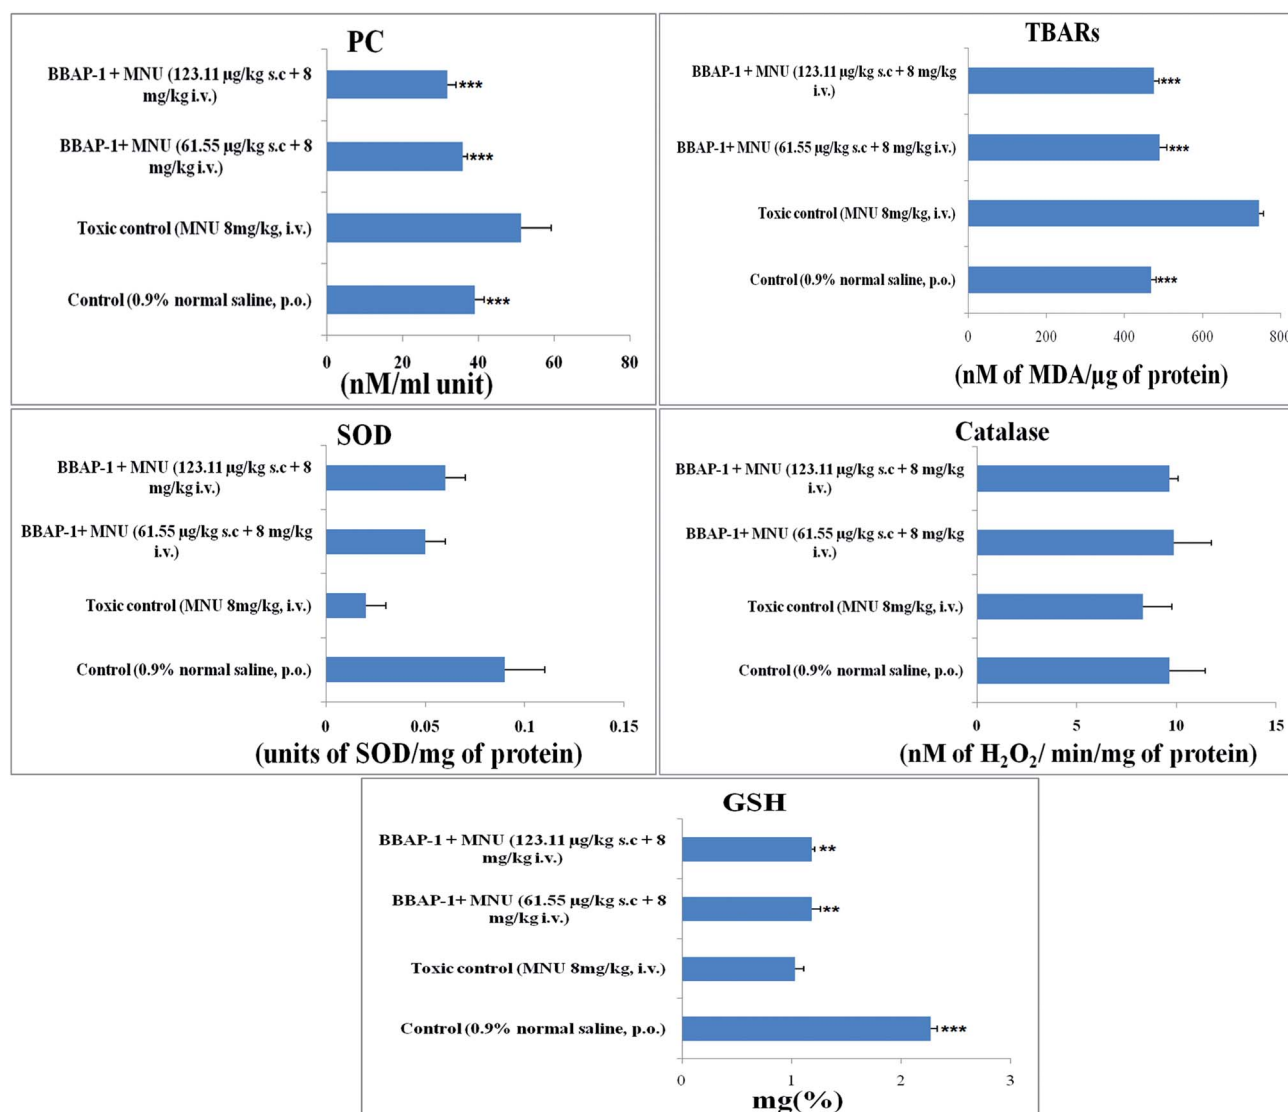 PC
BBAP-1 + MNU (123.11 µg/kg s.c + 8
mg/kg i.v.)
***
BBAP-1+ MNU (61.55 µg/kg s.c + 8
mg/kg i.v.)
***
Toxic control (MNU 8mg/kg, i.v.)
Control (0.9% normal saline, p.o.)
***
0 20 40 60 80
(nM/ml unit)
TBARs
BBAP-1 + MNU (123.11 µg/kg s.c + 8 mg/kg
i.v.)
***
BBAP-1+ MNU (61.55 µg/kg s.c + 8 mg/kg i.v.)
***
Toxic control (MNU 8mg/kg, i.v.)
Control (0.9% normal saline, p.o.)
***
0 200 400 600 800
(nM of MDA/µg of protein)
SOD
BBAP-1 + MNU (123.11 µg/kg s.c + 8
mg/kg i.v.)
BBAP-1+ MNU (61.55 µg/kg s.c + 8 mg/kg
i.v.)
Toxic control (MNU 8mg/kg, i.v.)
Control (0.9% normal saline, p.o.)
0 0.05 0.1 0.15
(units of SOD/mg of protein)
Catalase
BBAP-1 + MNU (123.11 µg/kg s.c + 8 mg/kg
i.v.)
BBAP-1+ MNU (61.55 µg/kg s.c + 8 mg/kg
i.v.)
Toxic control (MNU 8mg/kg, i.v.)
Control (0.9% normal saline, p.o.)
0 5 10 15
(nM of H₂O₂/ min/mg of protein)
GSH
BBAP-1 + MNU (123.11 µg/kg s.c + 8
mg/kg i.v.)
**
BBAP-1+ MNU (61.55 µg/kg s.c + 8
mg/kg i.v.)
**
Toxic control (MNU 8mg/kg, i.v.)
Control (0.9% normal saline, p.o.)
***
0 1 2 3
mg(%)